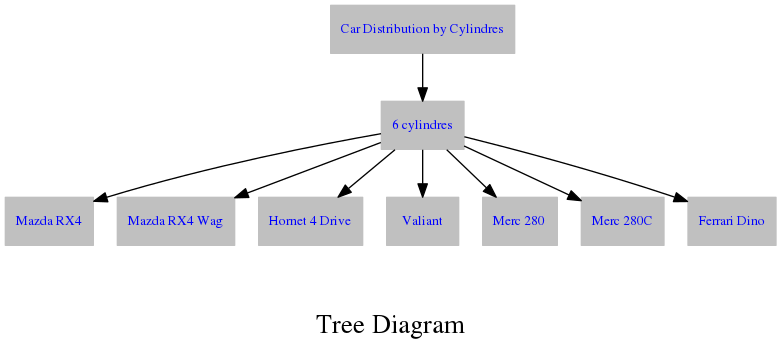 Car Distribution by Cylindres
6 cylindres
Mazda RX4
Mazda RX4 Wag
Hornet 4 Drive
Valiant
Merc 280
Merc 280C
Ferrari Dino
Tree Diagram